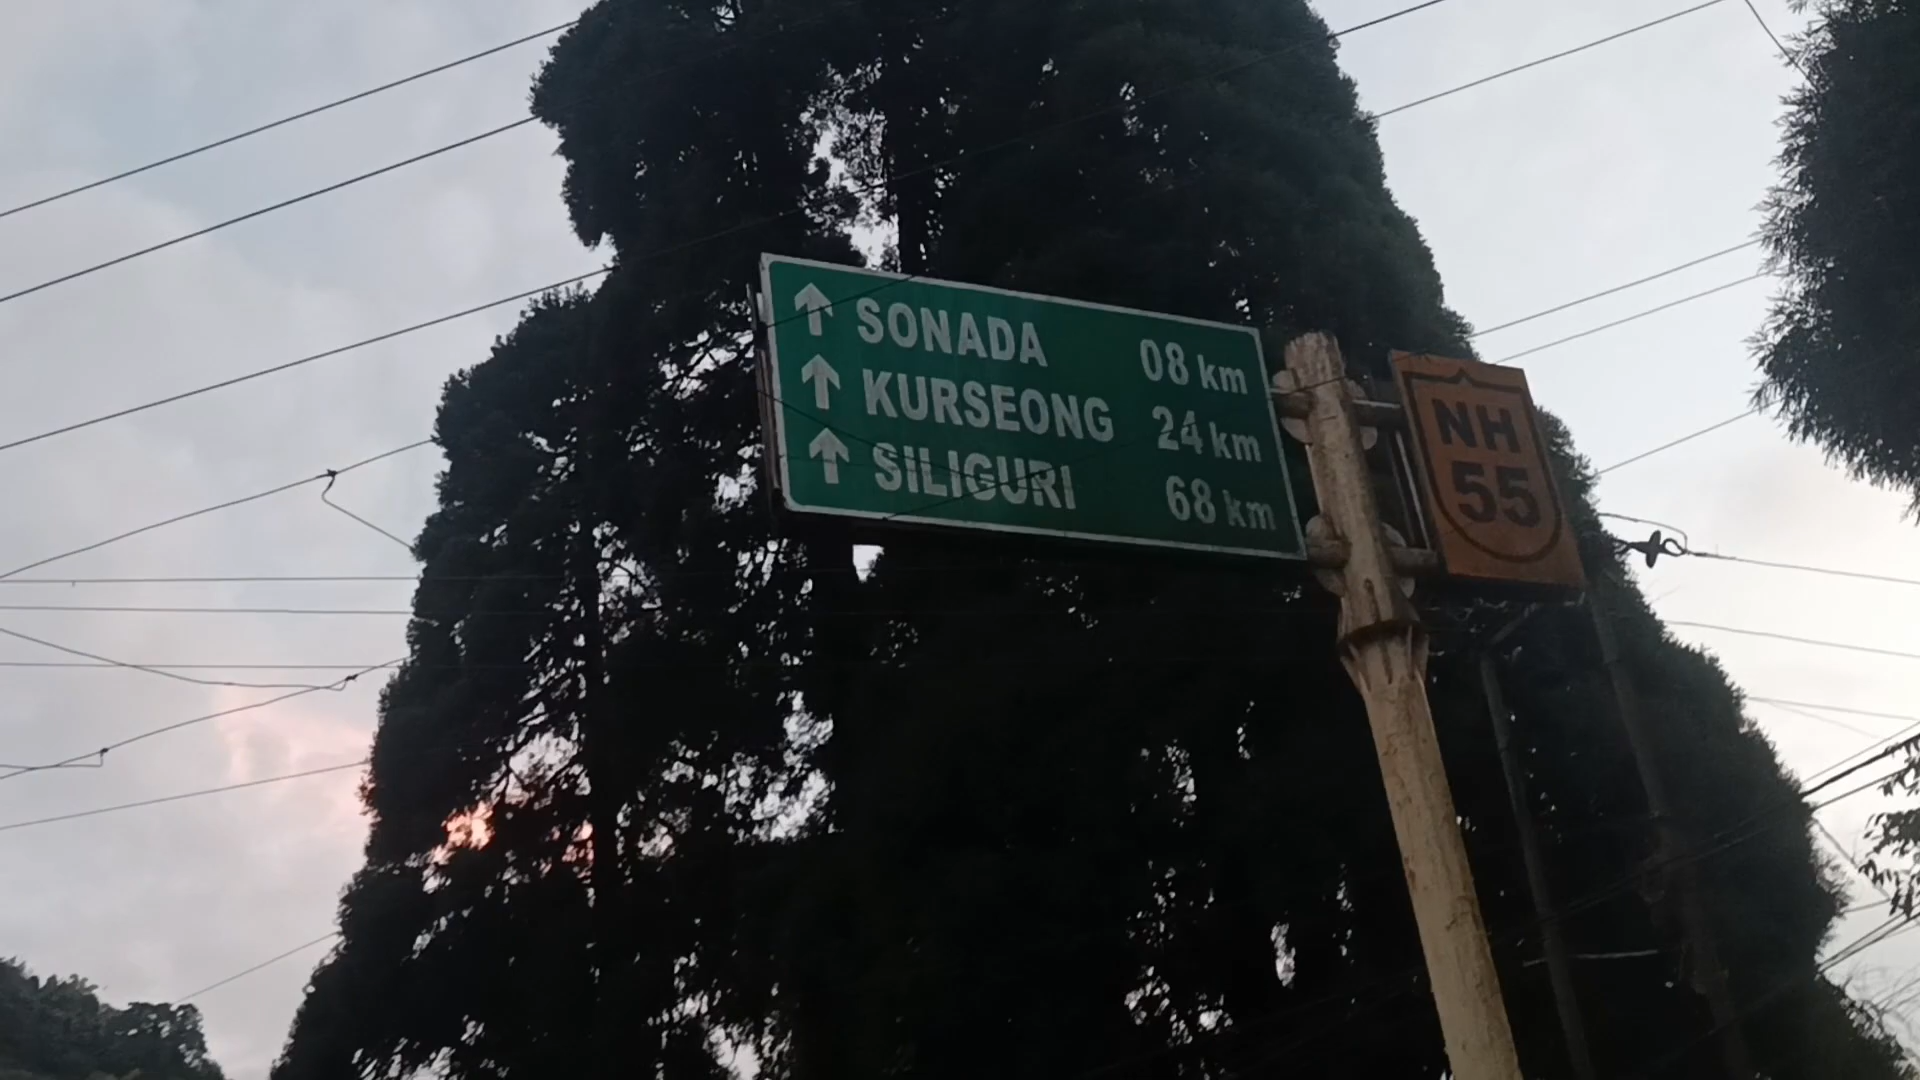 SONADA 08 km
KURSEONG 24 km
SILIGURI 68 km
NH
55